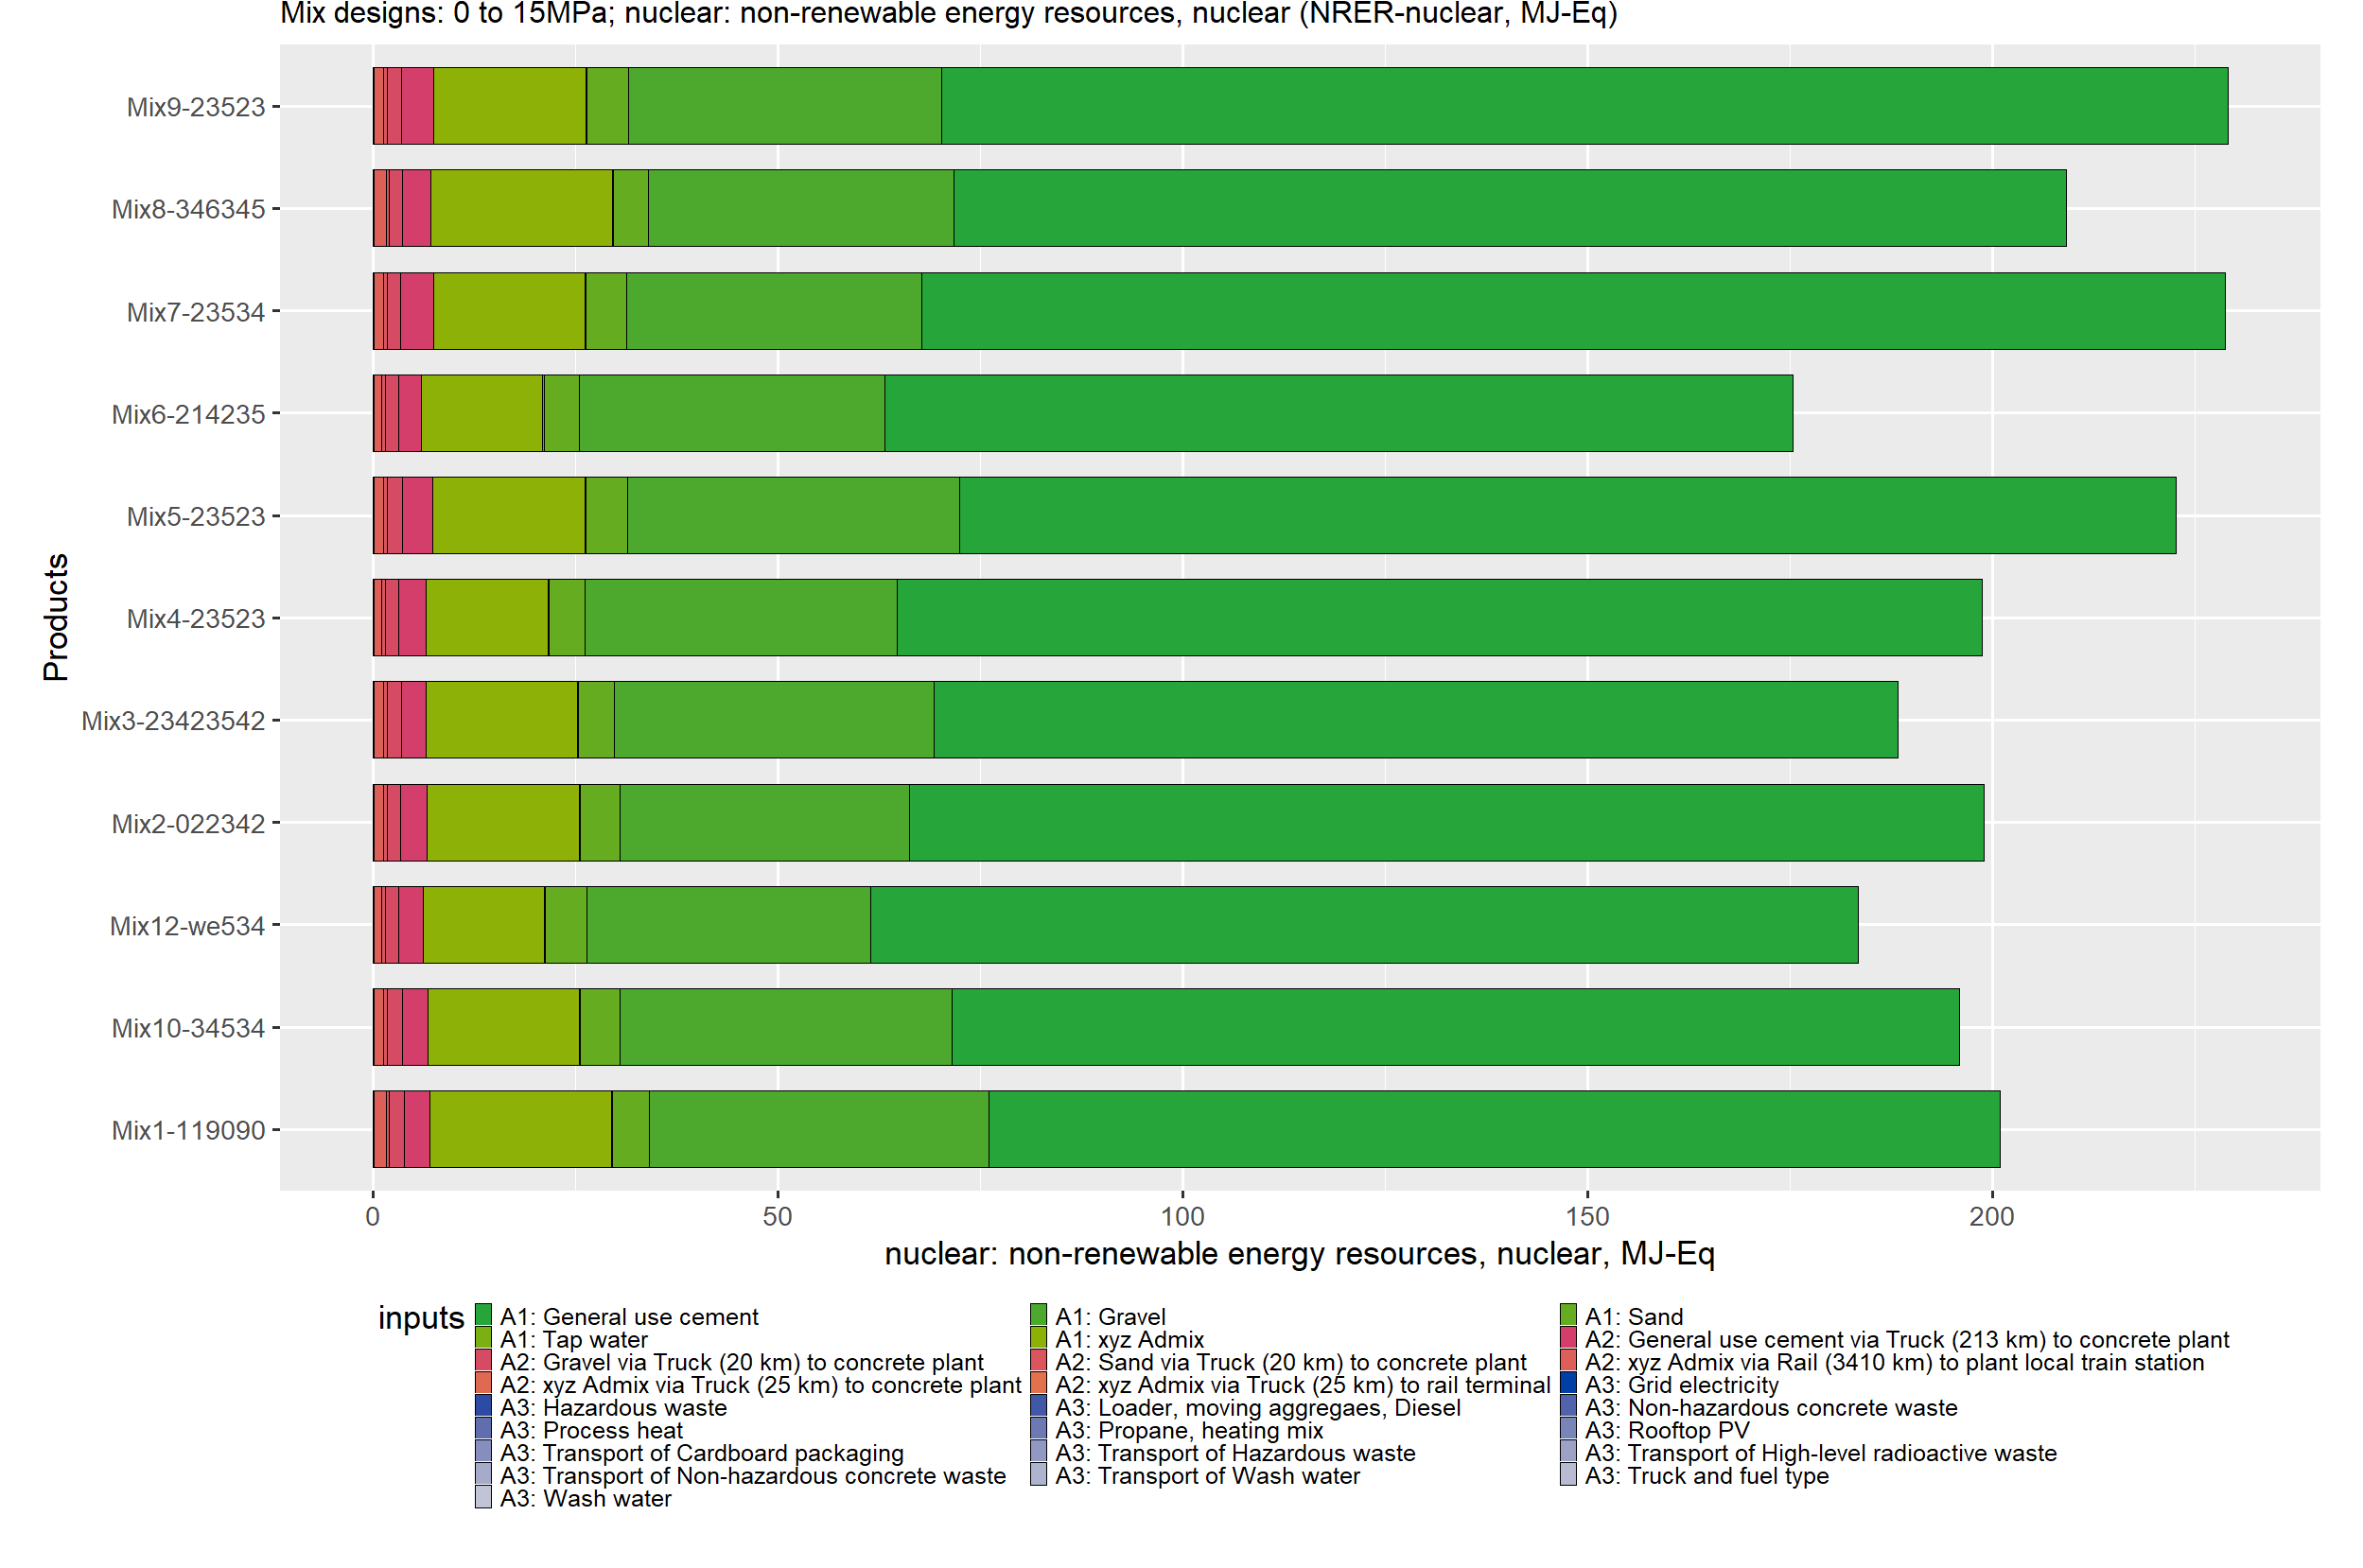 Mix designs: 0 to 15MPa; nuclear: non-renewable energy resources, nuclear (NRER-nuclear, MJ-Eq)
Mix9-23523
Mix8-346345
Mix7-23534
Mix6-214235
Mix5-23523
Mix4-23523
Mix3-23423542
Mix2-022342
Mix12-we534
Mix10-34534
Mix1-119090
Products
0 50 100 150 200
nuclear: non-renewable energy resources, nuclear, MJ-Eq
inputs
A1: General use cement A1: Gravel A1: Sand
A1: Tap water A1: xyz Admix A2: General use cement via Truck (213 km) to concrete plant
A2: Gravel via Truck (20 km) to concrete plant A2: Sand via Truck (20 km) to concrete plant A2: xyz Admix via Rail (3410 km) to plant local train station
A2: xyz Admix via Truck (25 km) to concrete plant A2: xyz Admix via Truck (25 km) to rail terminal A3: Grid electricity
A3: Hazardous waste A3: Loader, moving aggregaes, Diesel A3: Non-hazardous concrete waste
A3: Process heat A3: Propane, heating mix A3: Rooftop PV
A3: Transport of Cardboard packaging A3: Transport of Hazardous waste A3: Transport of High-level radioactive waste
A3: Transport of Non-hazardous concrete waste A3: Transport of Wash water A3: Truck and fuel type
A3: Wash water